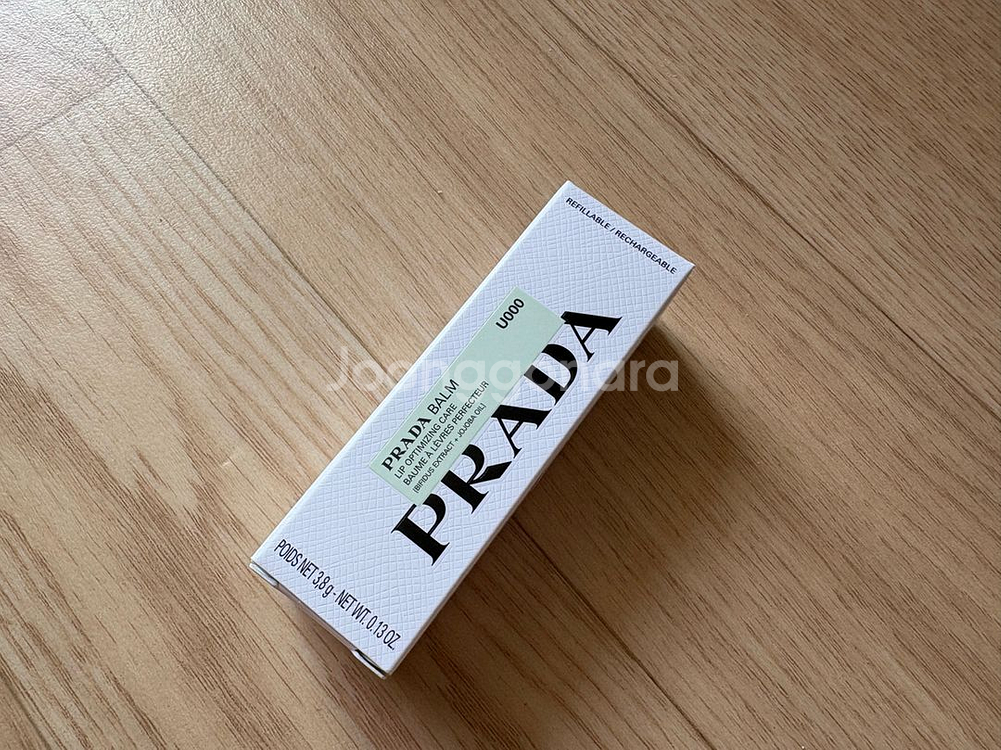 REFILLABLE / RECHARGEABLE
U000
PRADA BALM
LIP OPTIMIZING CARE
BAUME À LÈVRES PERFECTEUR
[BIFIDUS EXTRACT + JOJOBA OIL]
PRADA
POIDS NET 3,8 g - NET WT. 0.13 OZ
Joonggonara